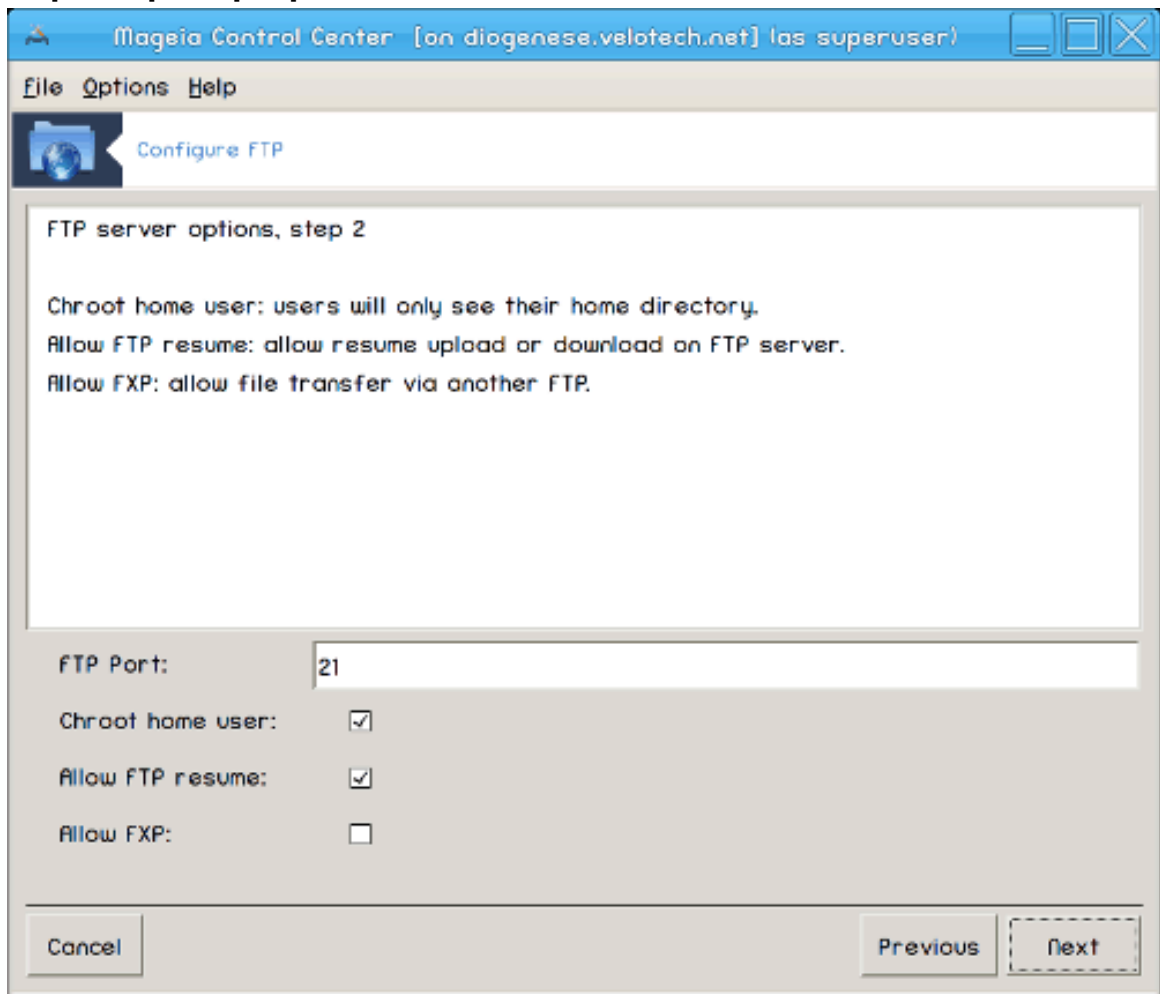 Mageia Control Center [on diogenese.velotech.net] (as superuser)
File Options Help
Configure FTP
FTP server options, step 2
Chroot home user: users will only see their home directory.
Allow FTP resume: allow resume upload or download on FTP server.
Allow FXP: allow file transfer via another FTP.
FTP Port: 21
Chroot home user:
Allow FTP resume:
Allow FXP:
Cancel Previous Next